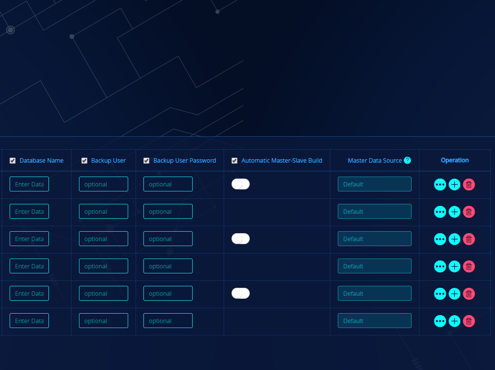 Database Name Backup User Backup User Password Automatic Master-Slave Build Master Data Source ? Operation
Enter Data optional optional Default
Enter Data optional optional Default
Enter Data optional optional Default
Enter Data optional optional Default
Enter Data optional optional Default
Enter Data optional optional Default